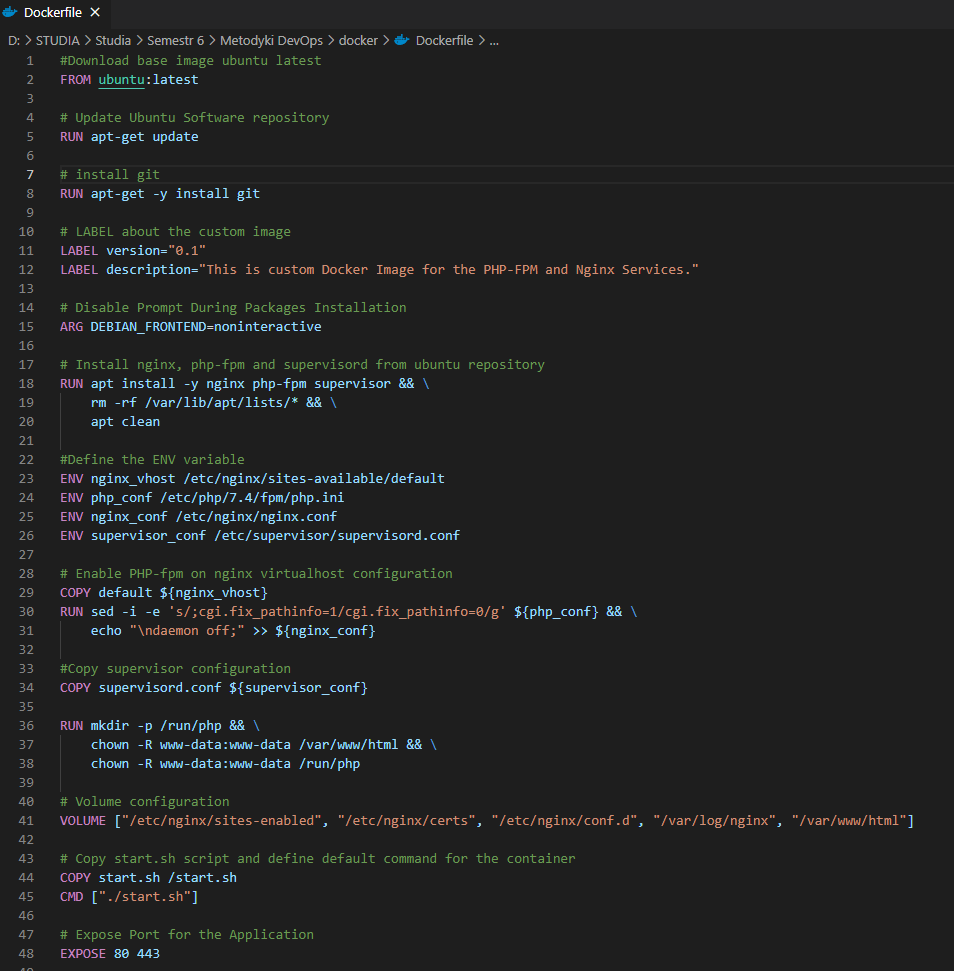 Dockerfile
D: > STUDIA > Studia > Semestr 6 > Metodyki DevOps > docker > Dockerfile > ...
1 #Download base image ubuntu latest
2 FROM ubuntu:latest
3
4 # Update Ubuntu Software repository
5 RUN apt-get update
6
7 # install git
8 RUN apt-get -y install git
9
10 # LABEL about the custom image
11 LABEL version="0.1"
12 LABEL description="This is custom Docker Image for the PHP-FPM and Nginx Services."
13
14 # Disable Prompt During Packages Installation
15 ARG DEBIAN_FRONTEND=noninteractive
16
17 # Install nginx, php-fpm and supervisord from ubuntu repository
18 RUN apt install -y nginx php-fpm supervisor && \
19 rm -rf /var/lib/apt/lists/* && \
20 apt clean
21
22 #Define the ENV variable
23 ENV nginx_vhost /etc/nginx/sites-available/default
24 ENV php_conf /etc/php/7.4/fpm/php.ini
25 ENV nginx_conf /etc/nginx/nginx.conf
26 ENV supervisor_conf /etc/supervisor/supervisord.conf
27
28 # Enable PHP-fpm on nginx virtualhost configuration
29 COPY default ${nginx_vhost}
30 RUN sed -i -e 's/;cgi.fix_pathinfo=1/cgi.fix_pathinfo=0/g' ${php_conf} && \
31 echo "\ndaemon off;" >> ${nginx_conf}
32
33 #Copy supervisor configuration
34 COPY supervisord.conf ${supervisor_conf}
35
36 RUN mkdir -p /run/php && \
37 chown -R www-data:www-data /var/www/html && \
38 chown -R www-data:www-data /run/php
39
40 # Volume configuration
41 VOLUME ["/etc/nginx/sites-enabled", "/etc/nginx/certs", "/etc/nginx/conf.d", "/var/log/nginx", "/var/www/html"]
42
43 # Copy start.sh script and define default command for the container
44 COPY start.sh /start.sh
45 CMD ["./start.sh"]
46
47 # Expose Port for the Application
48 EXPOSE 80 443